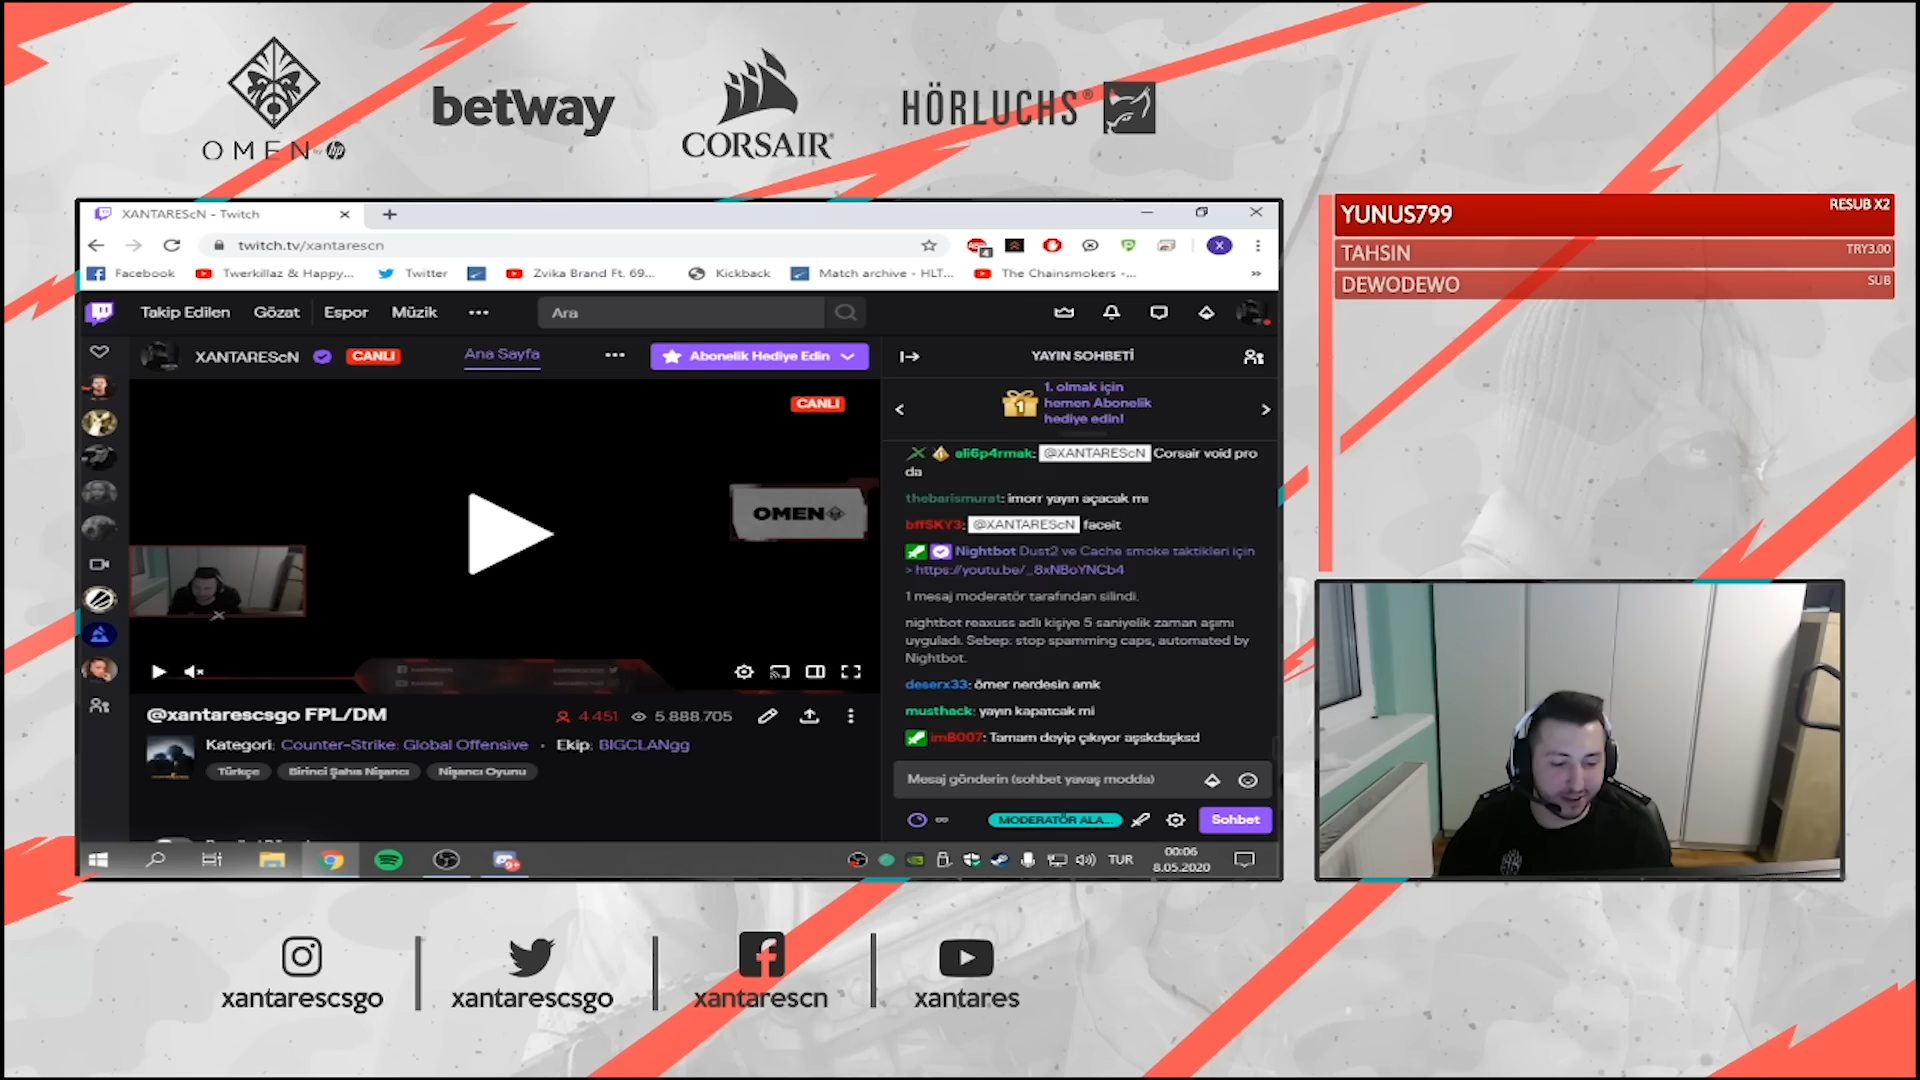 OMEN by hp
betway
CORSAIR
HÖRLUCHS®
XANTAREScN - Twitch
twitch.tv/xantarescn
Facebook
Twerkillaz & Happy...
Twitter
Zvika Brand Ft. 69...
Kickback
Match archive - HLT...
The Chainsmokers -...
Takip Edilen
Gözat
Espor
Müzik
Ara
XANTAREScN
CANLI
Ana Sayfa
Abonelik Hediye Edin
YAYIN SOHBETİ
CANLI
OMEN
1. olmak için
hemen Abonelik
hediye edin!
ali6p4rmak: @XANTAREScN Corsair void pro
da
thebarismurat: imorr yayın açacak mı
bffSKY3: @XANTAREScN faceit
Nightbot Dust2 ve Cache smoke taktikleri için
> https://youtu.be/_8xNBoYNCb4
1 mesaj moderatör tarafından silindi.
nightbot reaxuss adlı kişiye 5 saniyelik zaman aşımı
uyguladı. Sebep: stop spamming caps, automated by
Nightbot.
deserx33: ömer nerdesin amk
musthack: yayın kapatcak mi
imB007: Tamam deyip çıkıyor aşskdaşksd
Mesaj gönderin (sohbet yavaş modda)
MODERATÖR ALA...
Sohbet
@xantarescsgo FPL/DM
4.451
5.888.705
Kategori: Counter-Strike: Global Offensive
Ekip: BIGCLANgg
Türkçe
Birinci Şahıs Nişancı
Nişancı Oyunu
TUR
00:06
8.05.2020
YUNUS799
RESUB X2
TAHSIN
TRY3.00
DEWODEWO
SUB
xantarescsgo
xantarescsgo
xantarescn
xantares